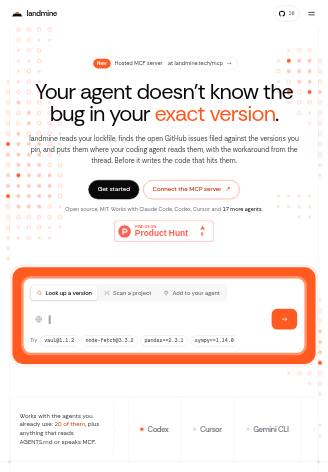 landmine
New Hosted MCP server at landmine.tech/mcp →
Your agent doesn't know the
bug in your exact version.
landmine reads your lockfile, finds the open GitHub issues filed against the versions you
pin, and puts them where your coding agent reads them, with the workaround from the
thread. Before it writes the code that hits them.
Get started
Connect the MCP server ↗
Open source, MIT. Works with Claude Code, Codex, Cursor and 17 more agents.
FIND US ON
Product Hunt
Look up a version
Scan a project
Add to your agent
Try vaul@1.1.2 node-fetch@3.3.2 pandas==2.3.1 sympy==1.14.0
Works with the agents you
already use: 20 of them, plus
anything that reads
AGENTS.md or speaks MCP.
Codex
Cursor
Gemini CLI